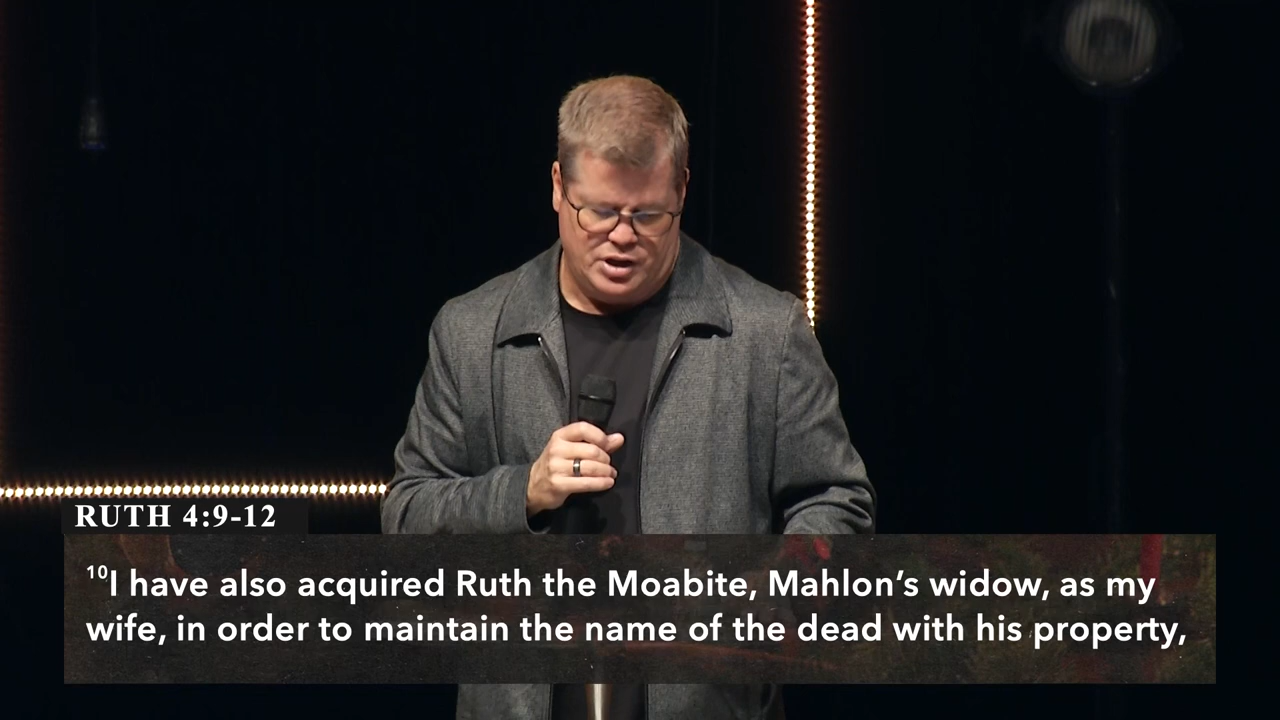 RUTH 4:9-12
¹⁰I have also acquired Ruth the Moabite, Mahlon’s widow, as my
wife, in order to maintain the name of the dead with his property,